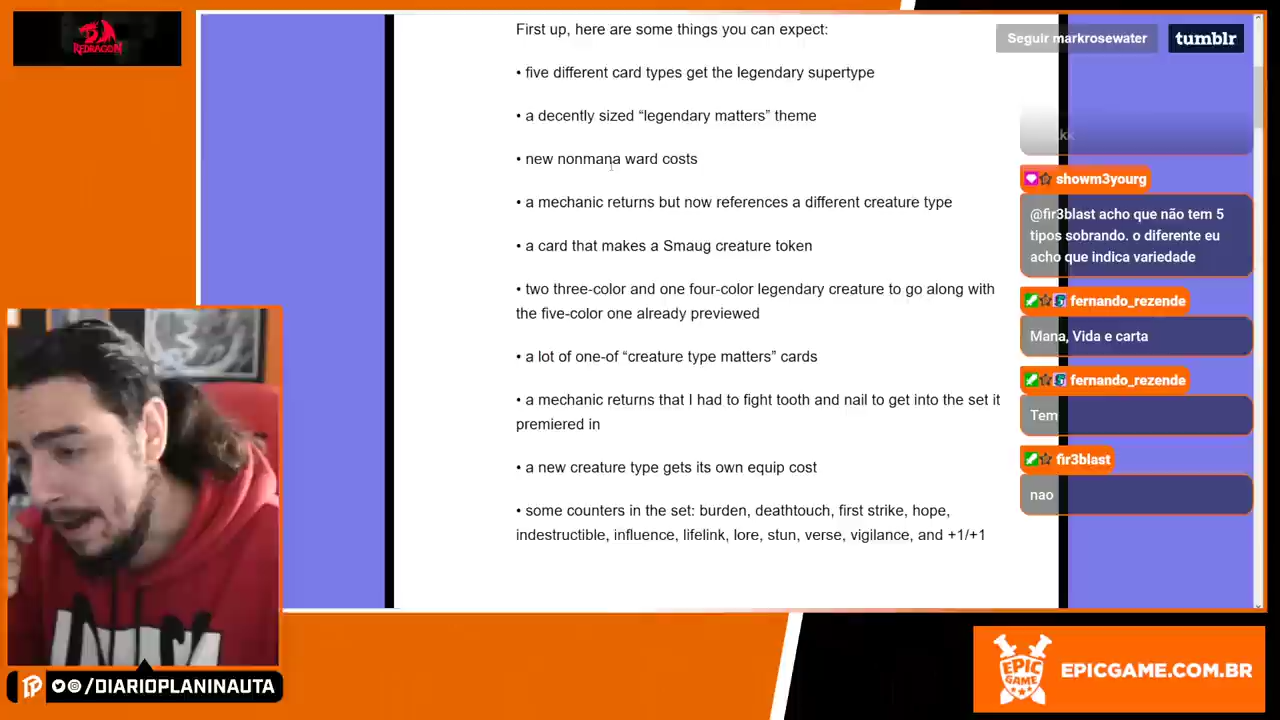 REDRAGON
First up, here are some things you can expect:
• five different card types get the legendary supertype
• a decently sized “legendary matters” theme
• new nonmana ward costs
• a mechanic returns but now references a different creature type
• a card that makes a Smaug creature token
• two three-color and one four-color legendary creature to go along with
the five-color one already previewed
• a lot of one-of “creature type matters” cards
• a mechanic returns that I had to fight tooth and nail to get into the set it
premiered in
• a new creature type gets its own equip cost
• some counters in the set: burden, deathtouch, first strike, hope,
indestructible, influence, lifelink, lore, stun, verse, vigilance, and +1/+1
Seguir markrosewater
tumblr
kk
showm3yourg
@fir3blast acho que não tem 5
tipos sobrando. o diferente eu
acho que indica variedade
fernando_rezende
Mana, Vida e carta
fernando_rezende
Tem
fir3blast
nao
/DIARIOPLANINAUTA
EPIC
GAME
EPICGAME.COM.BR